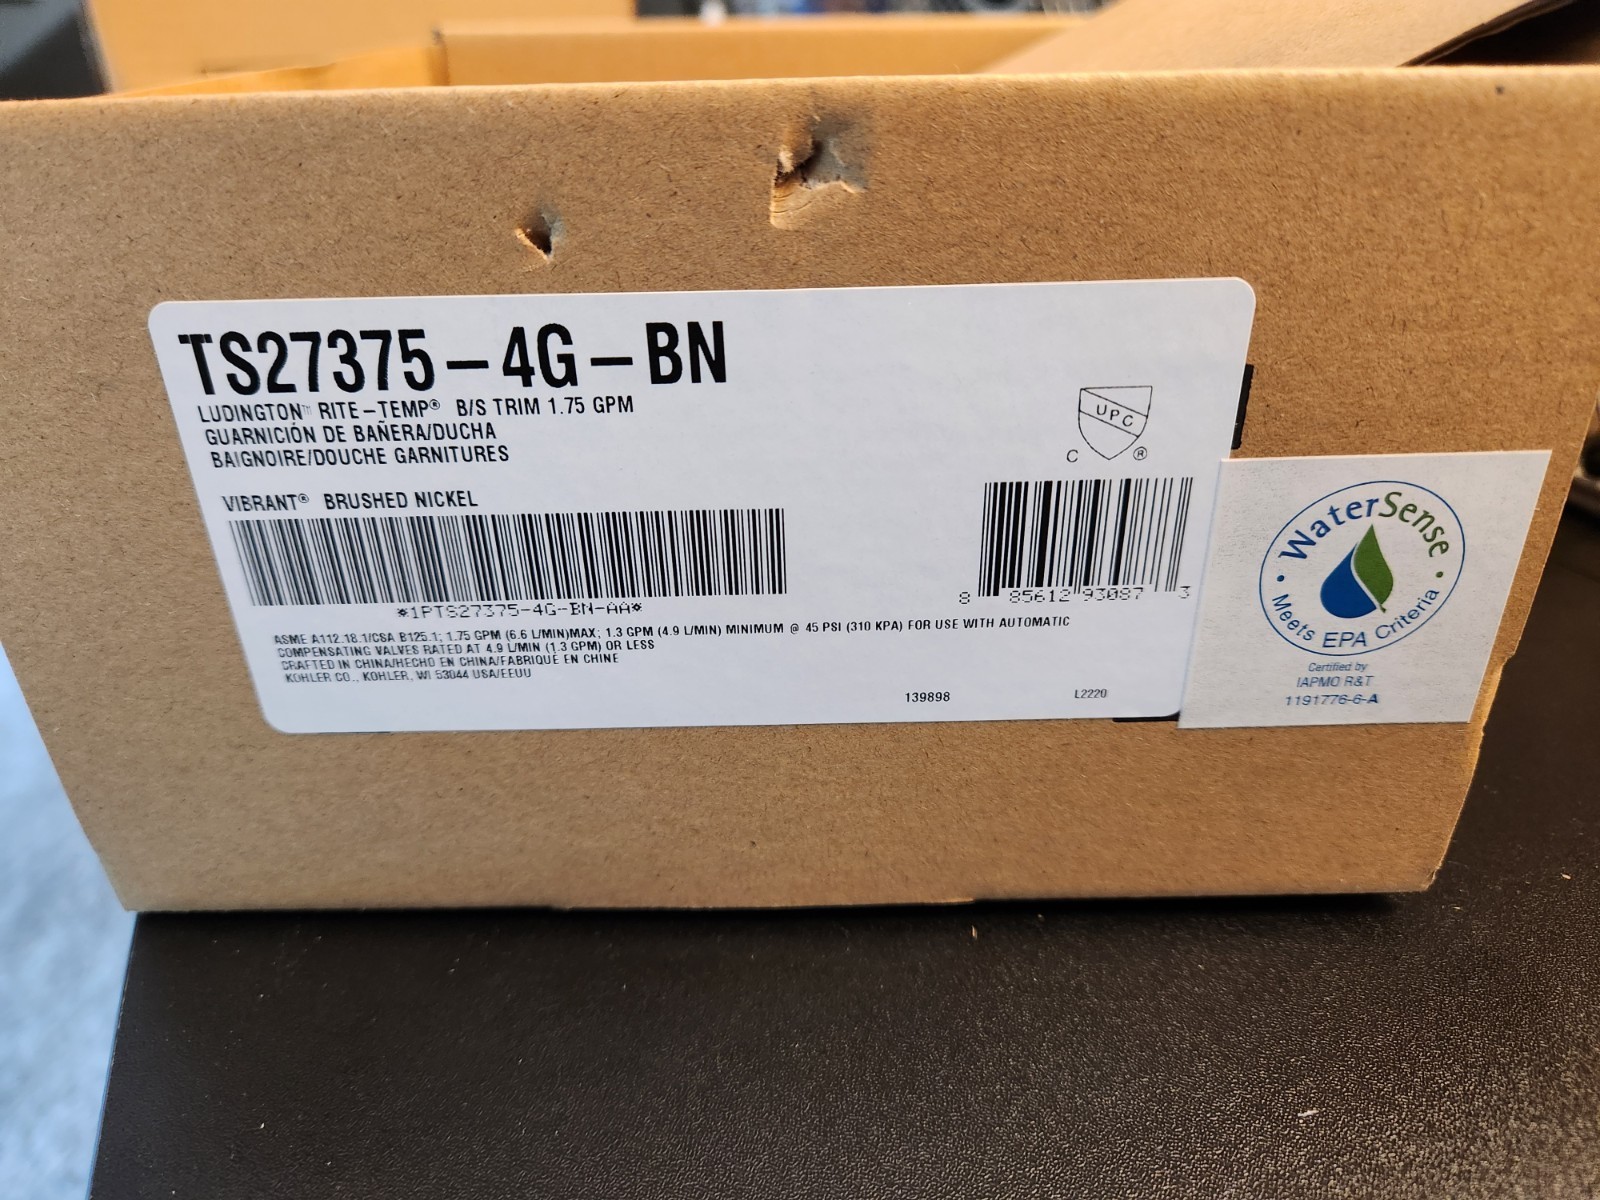 TS27375-4G-BN
LUDINGTON™ RITE-TEMP® B/S TRIM 1.75 GPM
GUARNICIÓN DE BAÑERA/DUCHA
BAIGNOIRE/DOUCHE GARNITURES
UPC
C ®
VIBRANT® BRUSHED NICKEL
*1PTS27375-4G-BN-AA*
8 85612 93087 3
ASME A112.18.1/CSA B125.1; 1.75 GPM (6.6 L/MIN)MAX; 1.3 GPM (4.9 L/MIN) MINIMUM @ 45 PSI (310 KPA) FOR USE WITH AUTOMATIC
COMPENSATING VALVES RATED AT 4.9 L/MIN (1.3 GPM) OR LESS
CRAFTED IN CHINA/HECHO EN CHINA/FABRIQUÉ EN CHINE
KOHLER CO., KOHLER, WI 53044 USA/EEUU
139898
L2220
WaterSense
Meets EPA Criteria
Certified by
IAPMO R&T
1191776-6-A